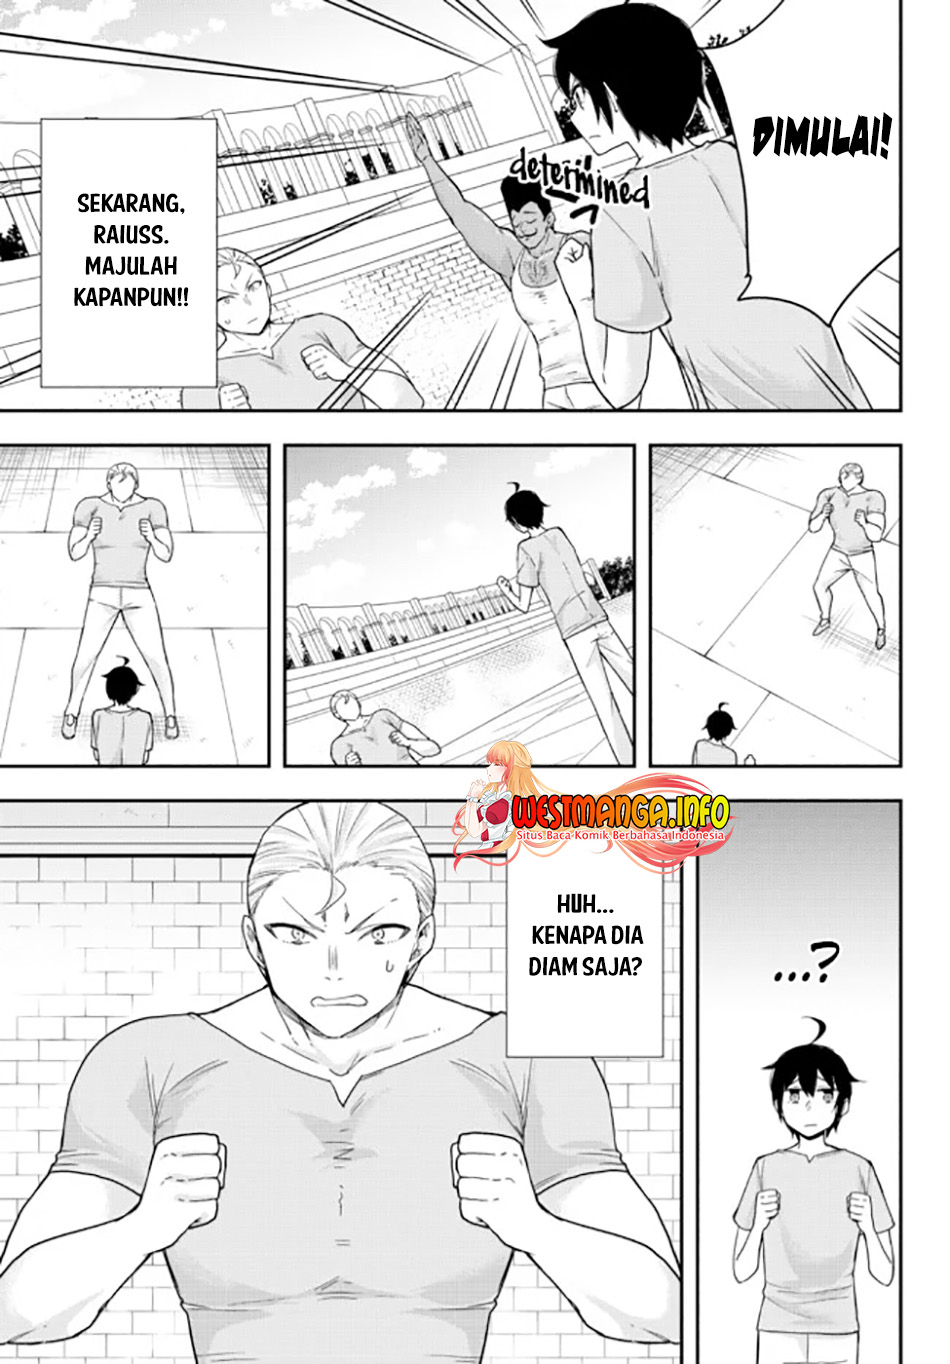 DIMULAI!
determined
SEKARANG,
RAIUSS.
MAJULAH
KAPANPUN!!
WESTMANGA.INFO
Situs Baca Komik Berbahasa Indonesia
...?
HUH...
KENAPA DIA
DIAM SAJA?